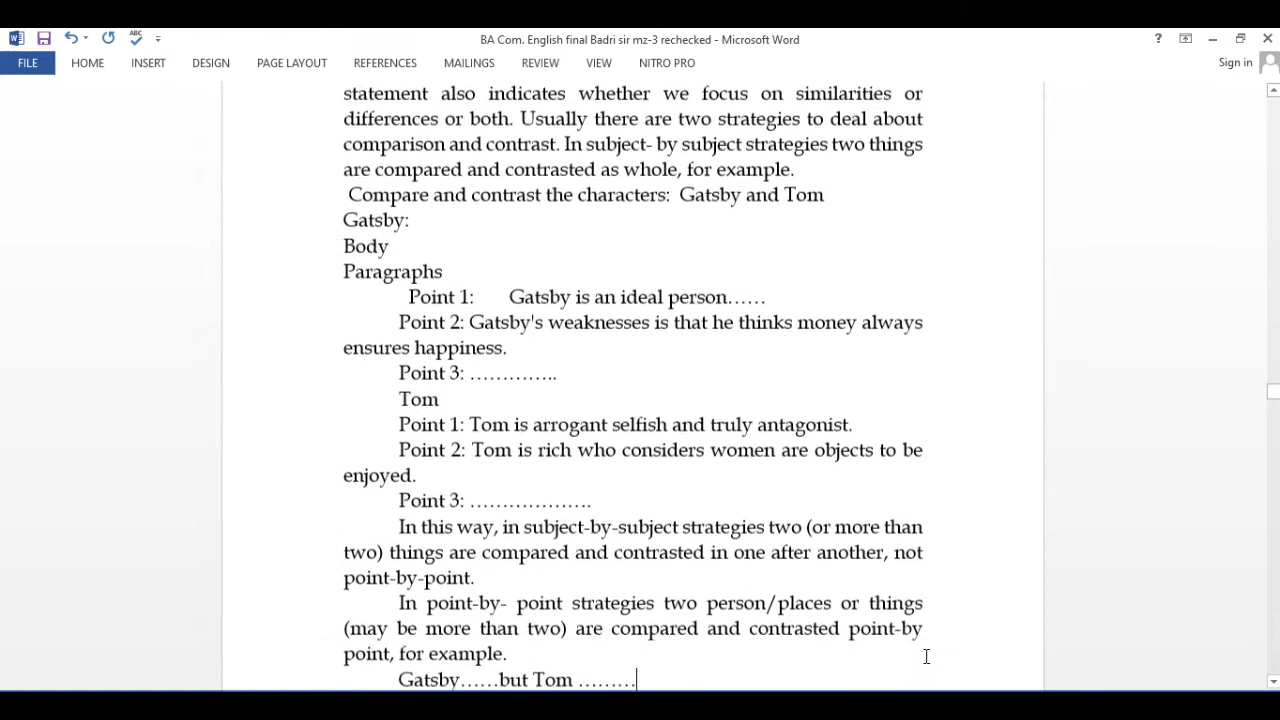 BA Com. English final Badri sir mz-3 rechecked - Microsoft Word
FILE HOME INSERT DESIGN PAGE LAYOUT REFERENCES MAILINGS REVIEW VIEW NITRO PRO Sign in
statement also indicates whether we focus on similarities or
differences or both. Usually there are two strategies to deal about
comparison and contrast. In subject- by subject strategies two things
are compared and contrasted as whole, for example.
Compare and contrast the characters: Gatsby and Tom
Gatsby:
Body
Paragraphs
Point 1: Gatsby is an ideal person……
Point 2: Gatsby's weaknesses is that he thinks money always
ensures happiness.
Point 3: …………..
Tom
Point 1: Tom is arrogant selfish and truly antagonist.
Point 2: Tom is rich who considers women are objects to be
enjoyed.
Point 3: ……………….
In this way, in subject-by-subject strategies two (or more than
two) things are compared and contrasted in one after another, not
point-by-point.
In point-by- point strategies two person/places or things
(may be more than two) are compared and contrasted point-by
point, for example.
Gatsby……but Tom ………